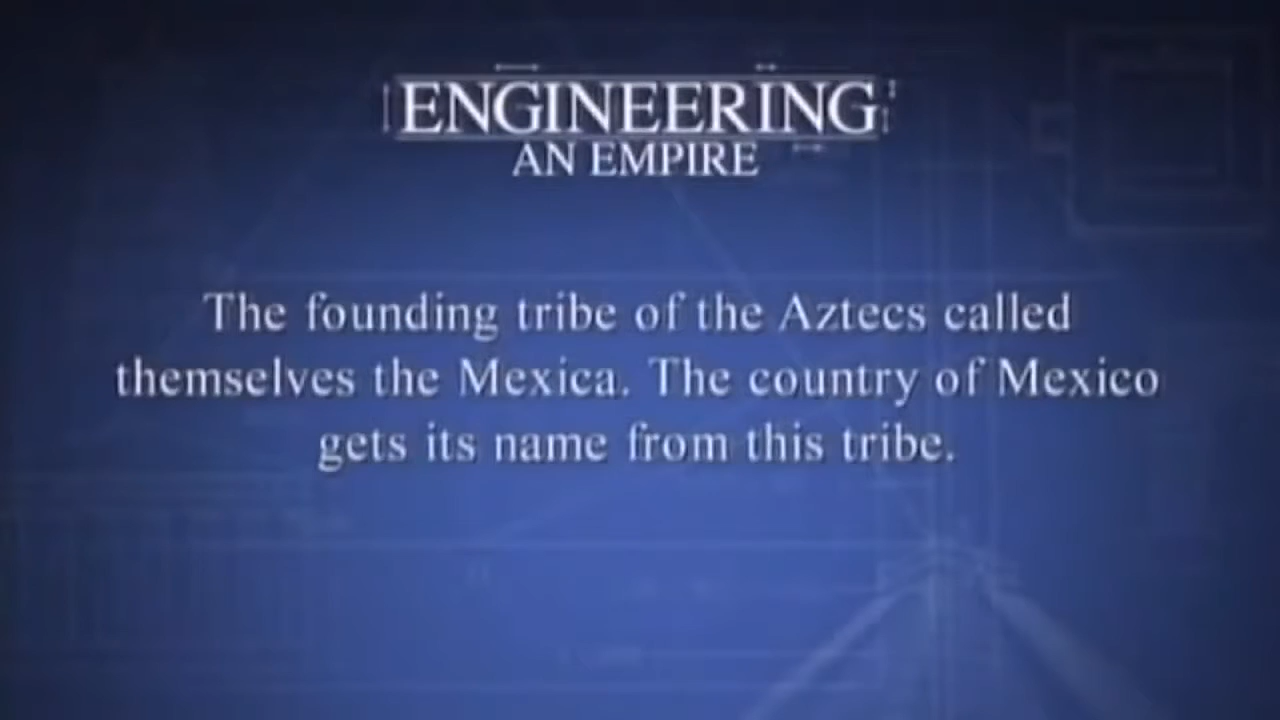 ENGINEERING
AN EMPIRE
The founding tribe of the Aztecs called
themselves the Mexica. The country of Mexico
gets its name from this tribe.